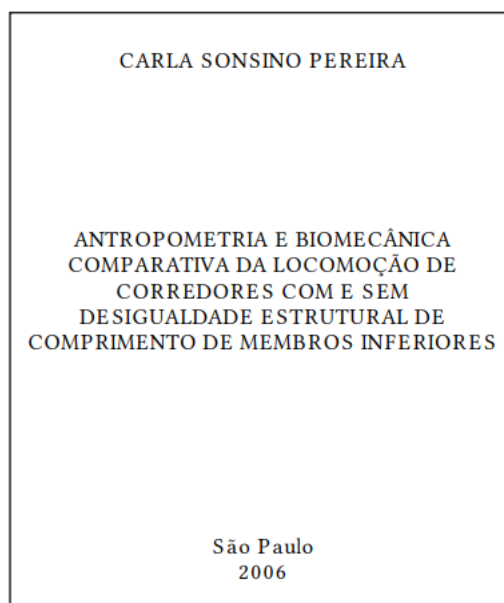 CARLA SONSINO PEREIRA
ANTROPOMETRIA E BIOMECÂNICA
COMPARATIVA DA LOCOMOÇÃO DE
CORREDORES COM E SEM
DESIGUALDADE ESTRUTURAL DE
COMPRIMENTO DE MEMBROS INFERIORES
São Paulo
2006